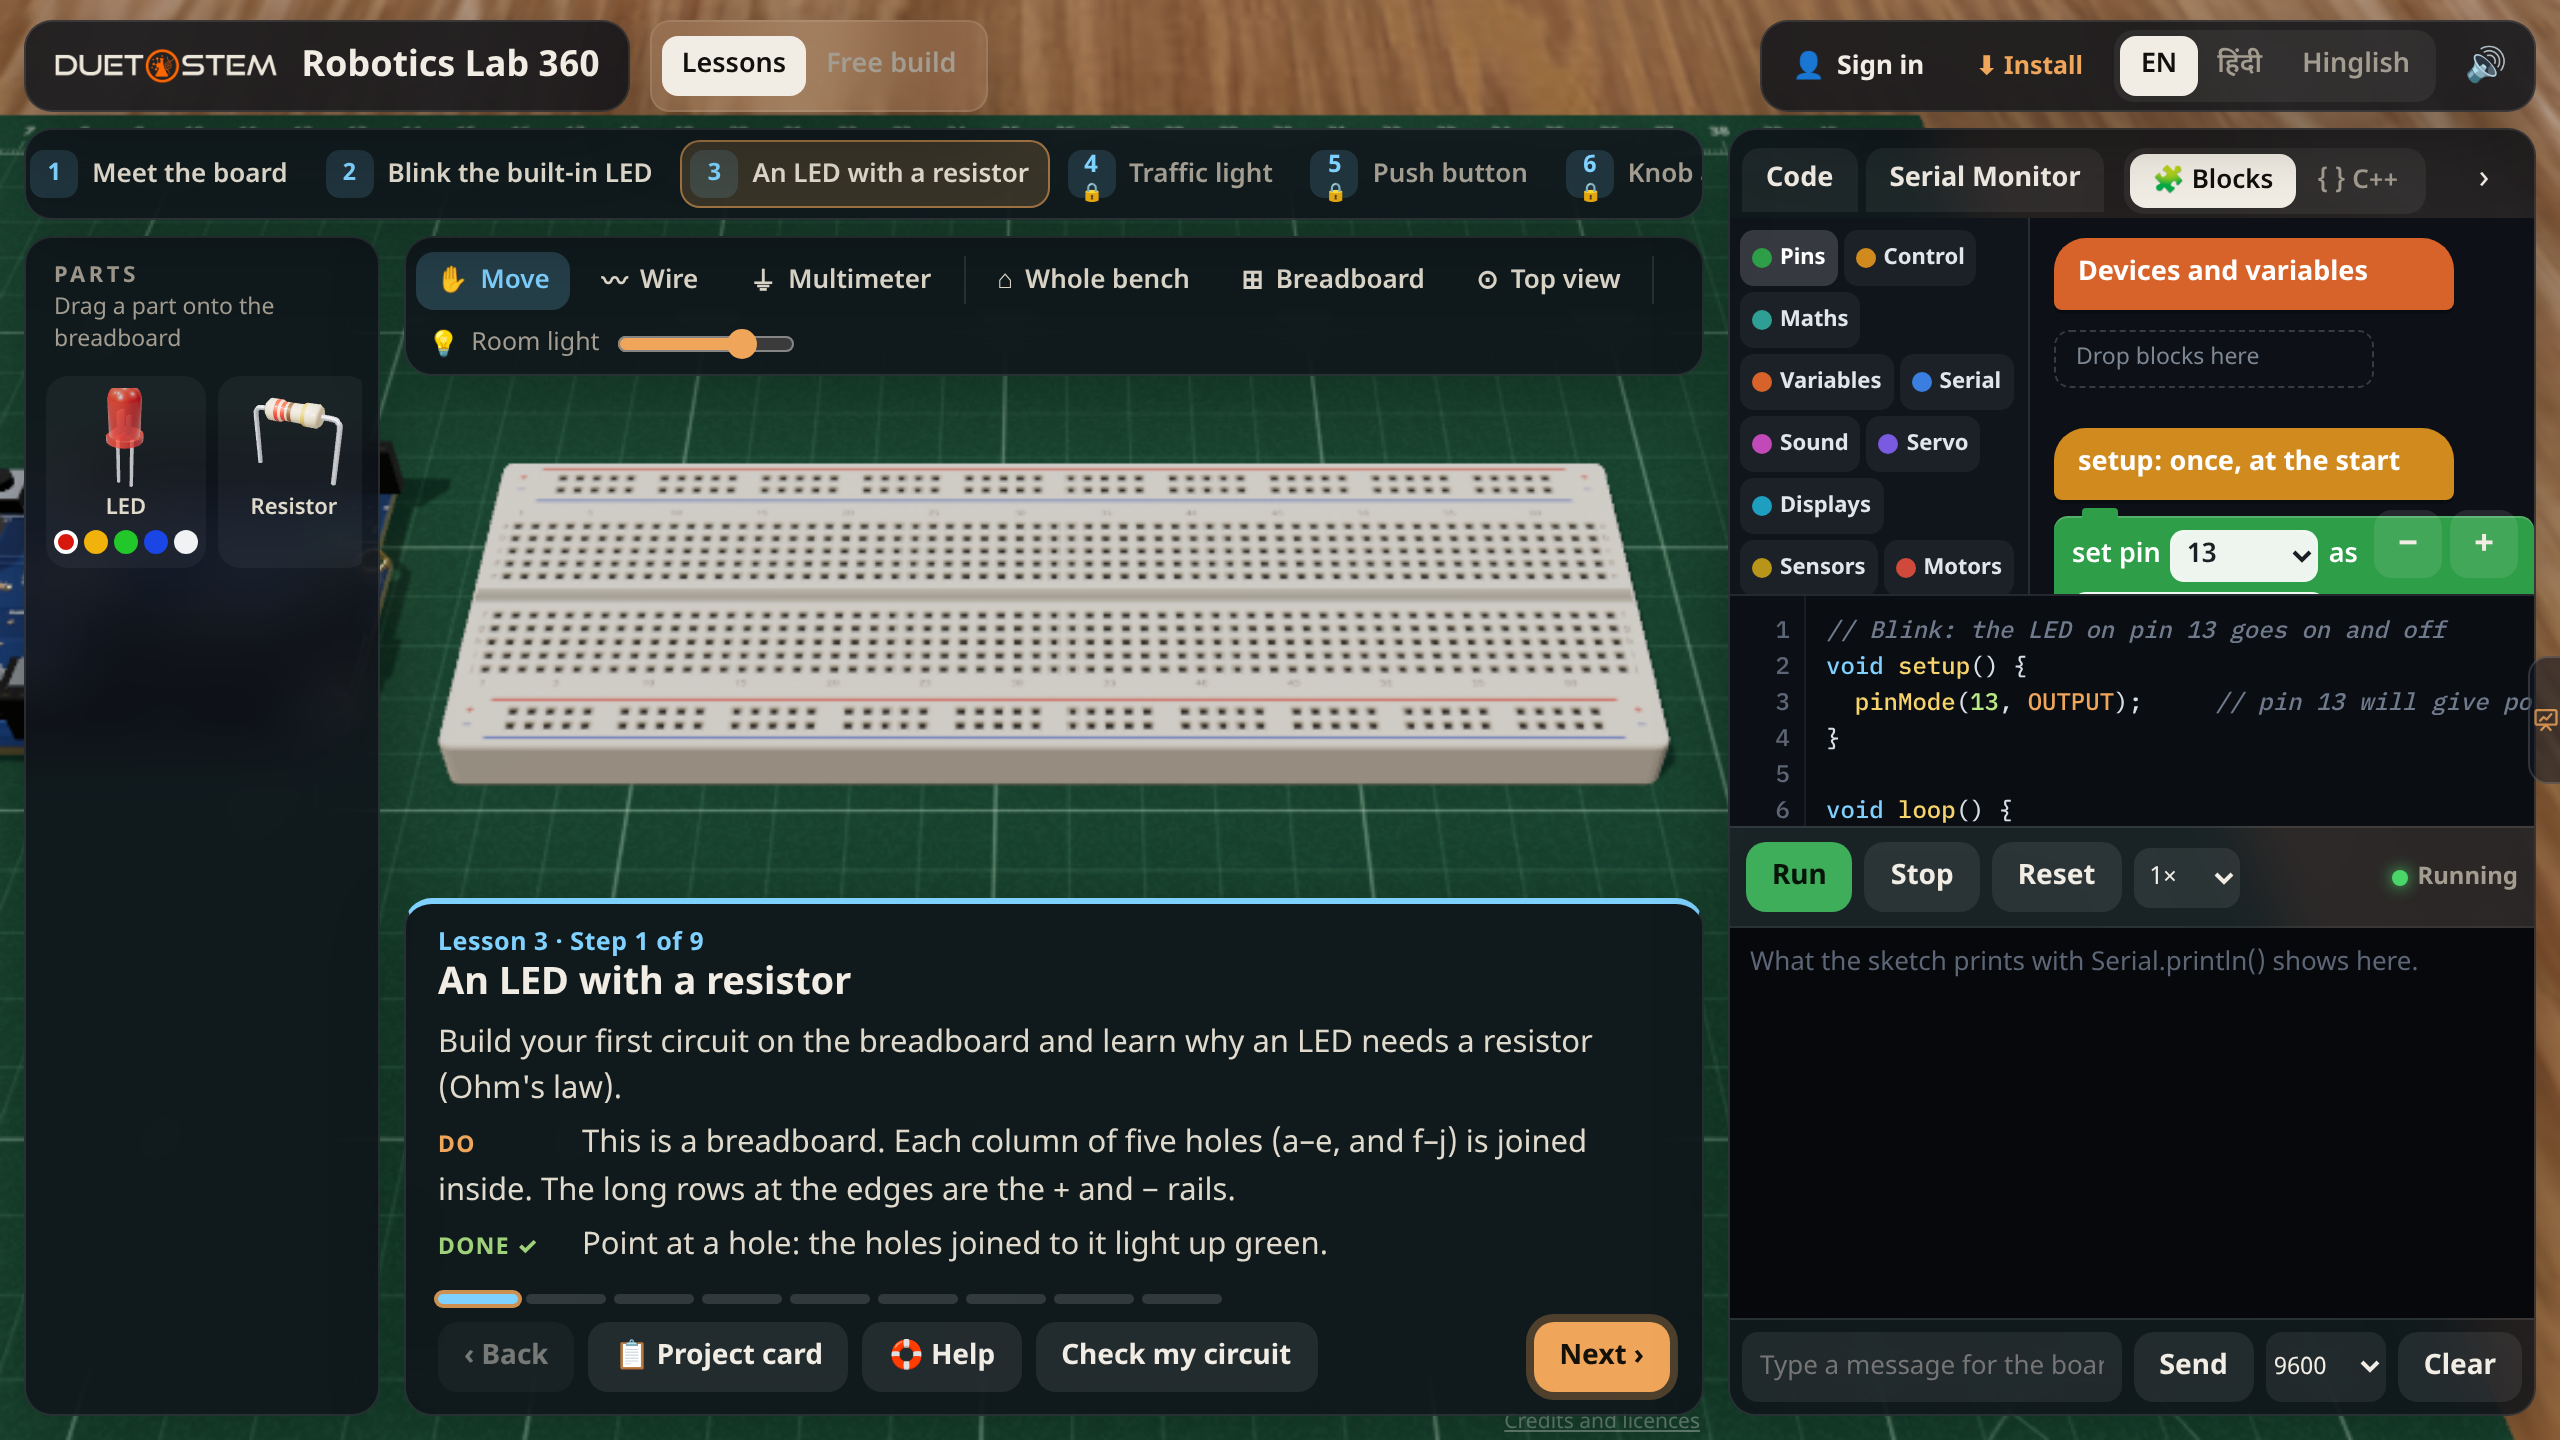 DUET STEM Robotics Lab 360
Lessons
Free build
Sign in
Install
EN
हिंदी
Hinglish
1 Meet the board
2 Blink the built-in LED
3 An LED with a resistor
4 Traffic light
5 Push button
6 Knob
PARTS
Drag a part onto the
breadboard
LED
Resistor
Move
Wire
Multimeter
Whole bench
Breadboard
Top view
Room light
Lesson 3 · Step 1 of 9
An LED with a resistor
Build your first circuit on the breadboard and learn why an LED needs a resistor
(Ohm's law).
DO This is a breadboard. Each column of five holes (a–e, and f–j) is joined
inside. The long rows at the edges are the + and − rails.
DONE ✓ Point at a hole: the holes joined to it light up green.
‹ Back
Project card
Help
Check my circuit
Next ›
Credits and licences
Code
Serial Monitor
Blocks
{ } C++
›
Pins
Control
Maths
Variables
Serial
Sound
Servo
Displays
Sensors
Motors
Devices and variables
Drop blocks here
setup: once, at the start
set pin 13 as
− +
1 // Blink: the LED on pin 13 goes on and off
2 void setup() {
3 pinMode(13, OUTPUT); // pin 13 will give po
4 }
5
6 void loop() {
Run
Stop
Reset
1×
Running
What the sketch prints with Serial.println() shows here.
Type a message for the boar
Send
9600
Clear